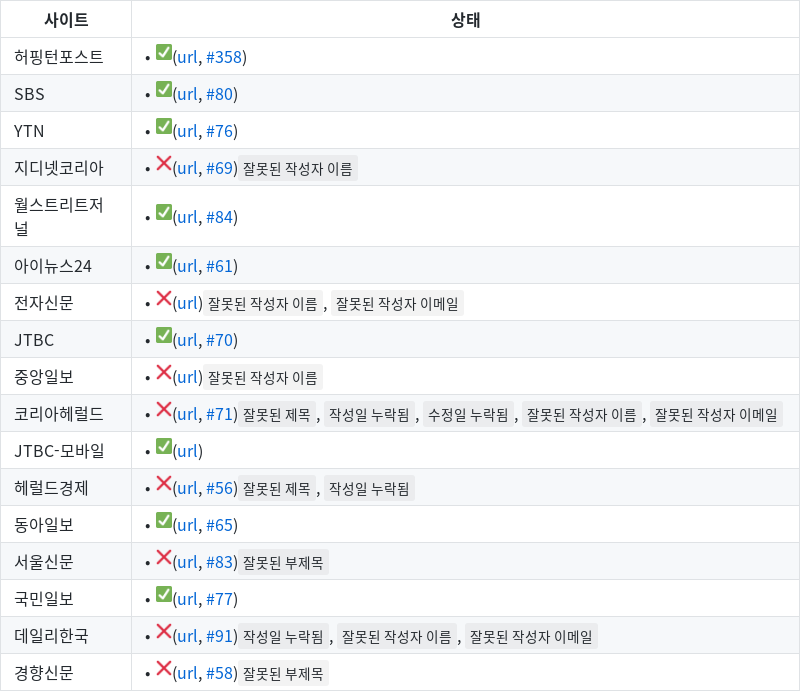 사이트 상태
허핑턴포스트 • ✅(url, #358)
SBS • ✅(url, #80)
YTN • ✅(url, #76)
지디넷코리아 • ❌(url, #69) 잘못된 작성자 이름
월스트리트저
널 • ✅(url, #84)
아이뉴스24 • ✅(url, #61)
전자신문 • ❌(url) 잘못된 작성자 이름 , 잘못된 작성자 이메일
JTBC • ✅(url, #70)
중앙일보 • ❌(url) 잘못된 작성자 이름
코리아헤럴드 • ❌(url, #71) 잘못된 제목 , 작성일 누락됨 , 수정일 누락됨 , 잘못된 작성자 이름 , 잘못된 작성자 이메일
JTBC-모바일 • ✅(url)
헤럴드경제 • ❌(url, #56) 잘못된 제목 , 작성일 누락됨
동아일보 • ✅(url, #65)
서울신문 • ❌(url, #83) 잘못된 부제목
국민일보 • ✅(url, #77)
데일리한국 • ❌(url, #91) 작성일 누락됨 , 잘못된 작성자 이름 , 잘못된 작성자 이메일
경향신문 • ❌(url, #58) 잘못된 부제목